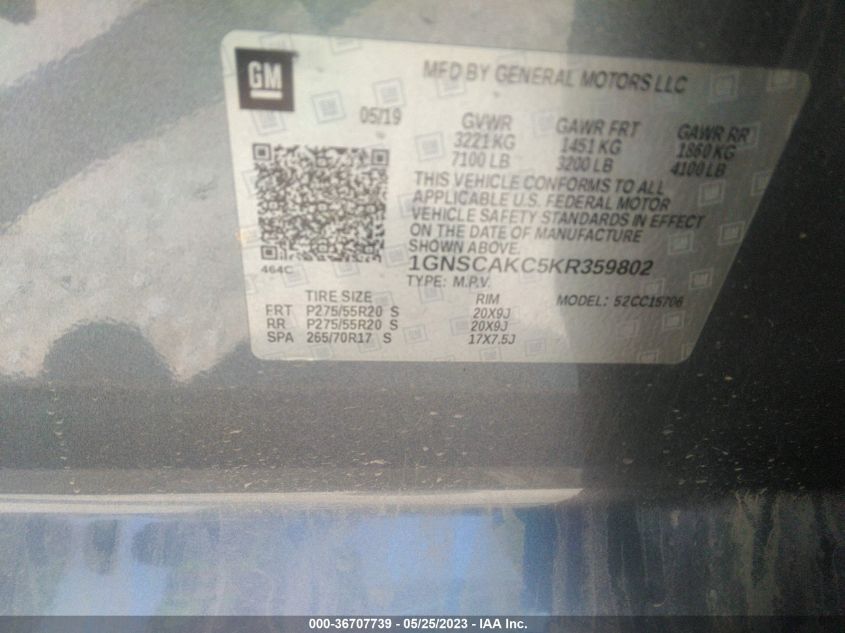 GM
MFD BY GENERAL MOTORS LLC
05/19 GVWR GAWR FRT GAWR RR
3221 KG 1451 KG 1860 KG
7100 LB 3200 LB 4100 LB
THIS VEHICLE CONFORMS TO ALL
APPLICABLE U.S. FEDERAL MOTOR
VEHICLE SAFETY STANDARDS IN EFFECT
ON THE DATE OF MANUFACTURE
SHOWN ABOVE.
464C
1GNSCAKC5KR359802
TYPE: M.P.V. MODEL: 52CC15706
TIRE SIZE RIM
FRT P275/55R20 S 20X9J
RR P275/55R20 S 20X9J
SPA 265/70R17 S 17X7.5J
000-36707739 - 05/25/2023 - IAA Inc.